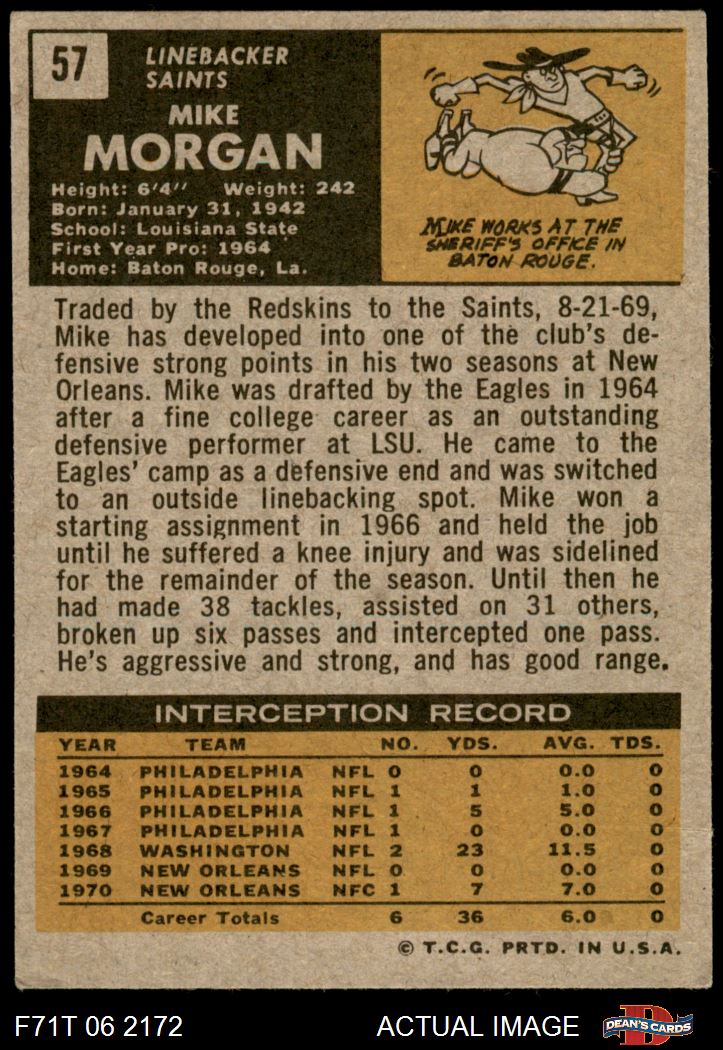 57
LINEBACKER
SAINTS
MIKE
MORGAN
Height: 6'4" Weight: 242
Born: January 31, 1942
School: Louisiana State
First Year Pro: 1964
Home: Baton Rouge, La.
MIKE WORKS AT THE
SHERIFF'S OFFICE IN
BATON ROUGE.
Traded by the Redskins to the Saints, 8-21-69,
Mike has developed into one of the club's de-
fensive strong points in his two seasons at New
Orleans. Mike was drafted by the Eagles in 1964
after a fine college career as an outstanding
defensive performer at LSU. He came to the
Eagles' camp as a defensive end and was switched
to an outside linebacking spot. Mike won a
starting assignment in 1966 and held the job
until he suffered a knee injury and was sidelined
for the remainder of the season. Until then he
had made 38 tackles, assisted on 31 others,
broken up six passes and intercepted one pass.
He's aggressive and strong, and has good range.
INTERCEPTION RECORD
YEAR TEAM NO. YDS. AVG. TDS.
1964 PHILADELPHIA NFL 0 0 0.0 0
1965 PHILADELPHIA NFL 1 1 1.0 0
1966 PHILADELPHIA NFL 1 5 5.0 0
1967 PHILADELPHIA NFL 1 0 0.0 0
1968 WASHINGTON NFL 2 23 11.5 0
1969 NEW ORLEANS NFL 0 0 0.0 0
1970 NEW ORLEANS NFC 1 7 7.0 0
Career Totals 6 36 6.0 0
© T.C.G. PRTD. IN U.S.A.
F71T 06 2172 ACTUAL IMAGE
D
DEAN'S CARDS